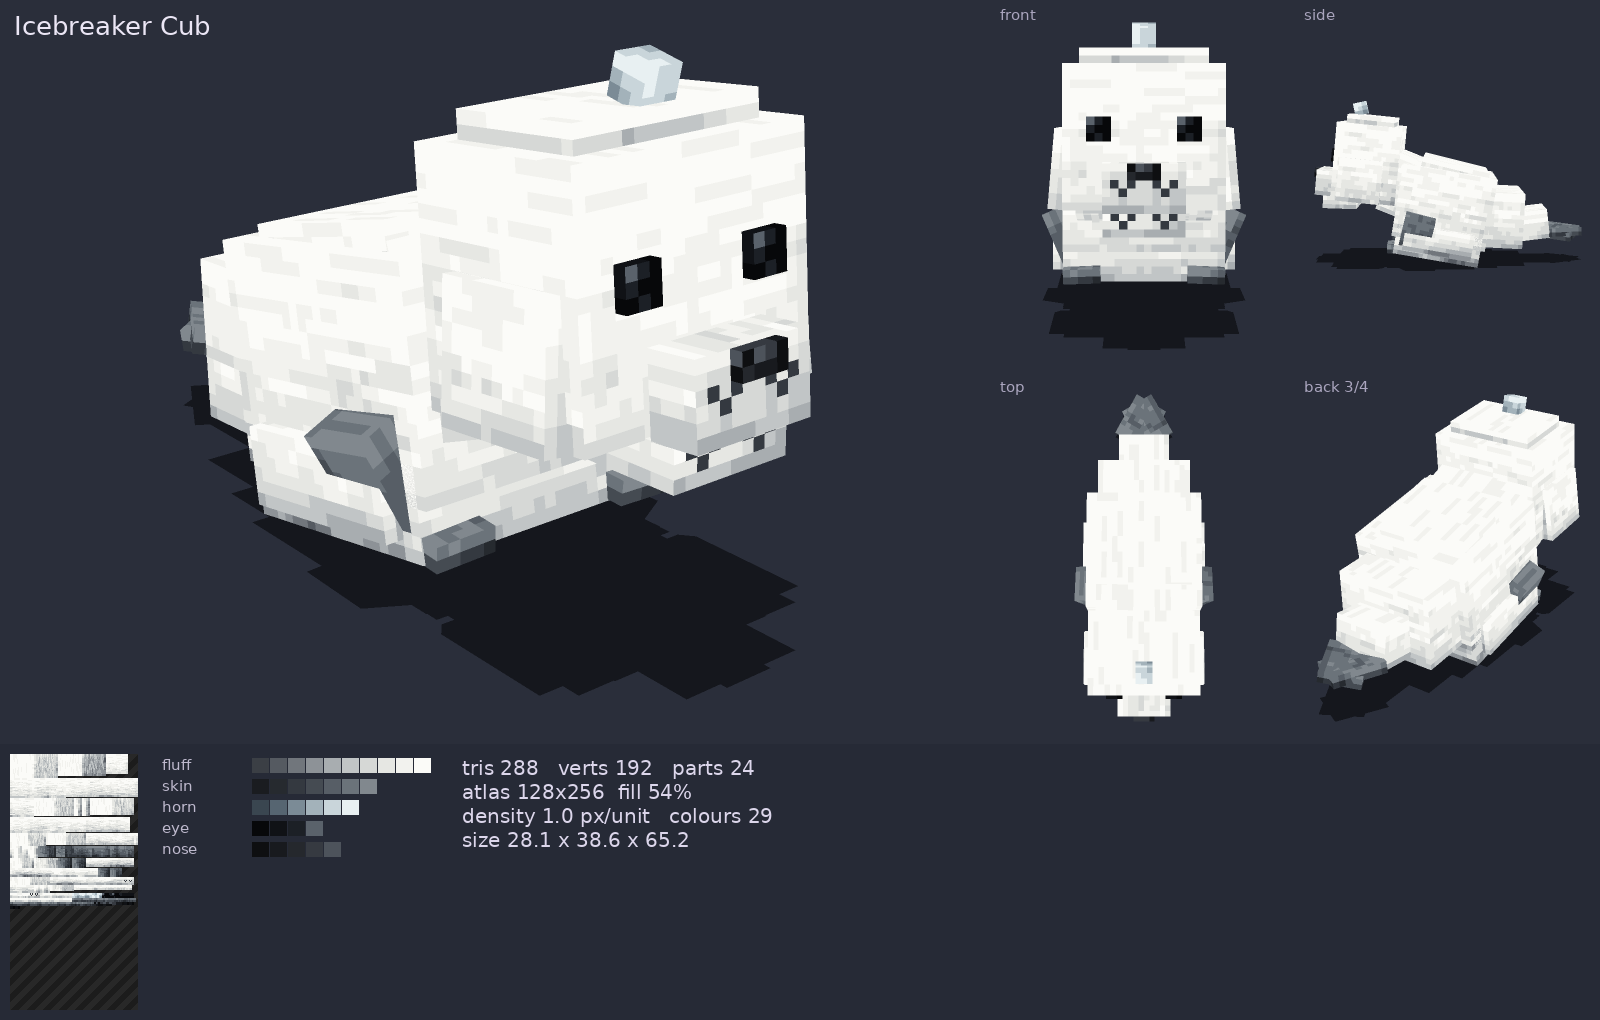 Icebreaker Cub
front
side
top
back 3/4
fluff
skin
horn
eye
nose
tris 288 verts 192 parts 24
atlas 128x256 fill 54%
density 1.0 px/unit colours 29
size 28.1 x 38.6 x 65.2